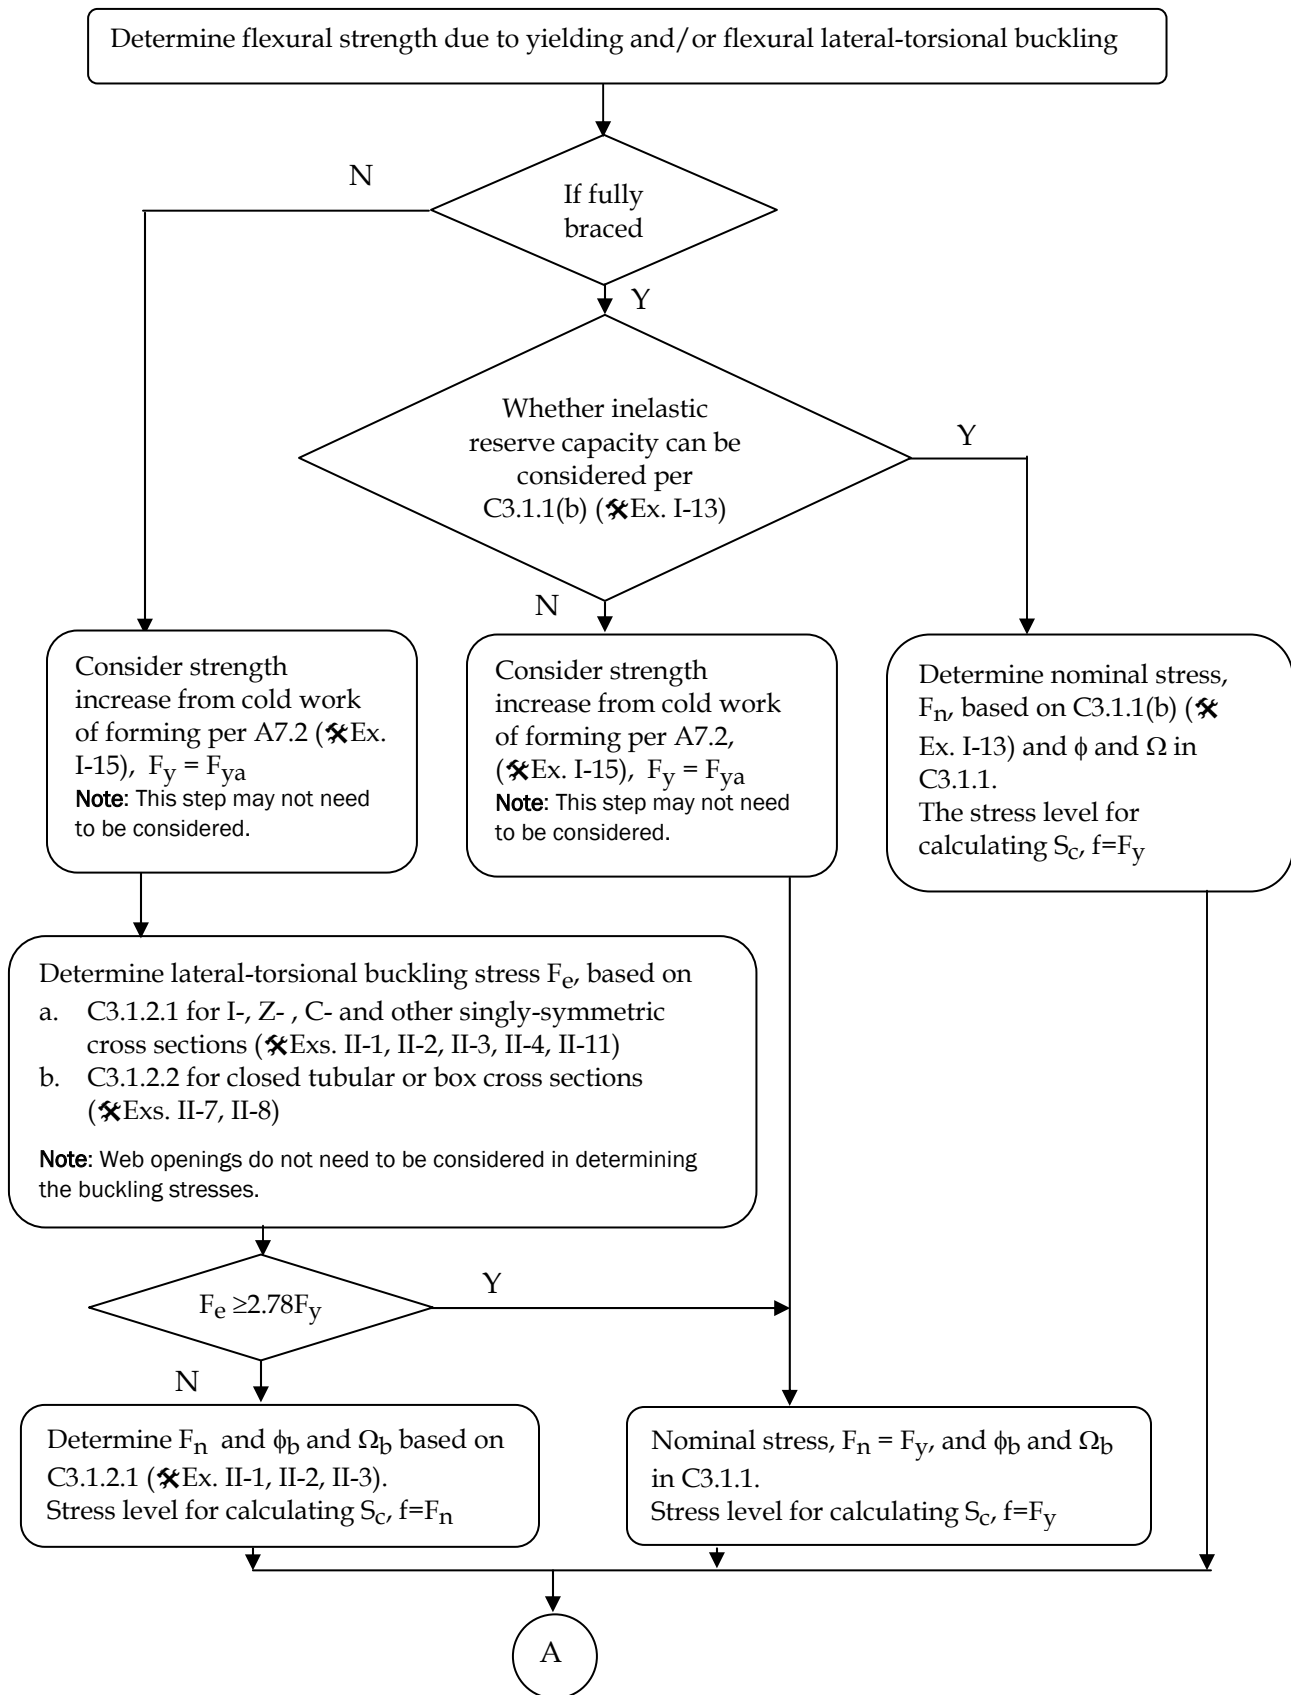 Determine flexural strength due to yielding and/or flexural lateral-torsional buckling
N
If fully
braced
Y
Whether inelastic
reserve capacity can be
considered per
C3.1.1(b) (🛠Ex. I-13)
Y
N
Consider strength
increase from cold work
of forming per A7.2 (🛠Ex.
I-15), Fy = Fya
Note: This step may not need
to be considered.
Consider strength
increase from cold work
of forming per A7.2,
(🛠Ex. I-15), Fy = Fya
Note: This step may not need
to be considered.
Determine nominal stress,
Fn, based on C3.1.1(b) (🛠
Ex. I-13) and ϕ and Ω in
C3.1.1.
The stress level for
calculating Sc, f=Fy
Determine lateral-torsional buckling stress Fe, based on
a. C3.1.2.1 for I-, Z- , C- and other singly-symmetric
cross sections (🛠Exs. II-1, II-2, II-3, II-4, II-11)
b. C3.1.2.2 for closed tubular or box cross sections
(🛠Exs. II-7, II-8)
Note: Web openings do not need to be considered in determining
the buckling stresses.
Fe ≥2.78Fy
Y
N
Determine Fn and ϕb and Ωb based on
C3.1.2.1 (🛠Ex. II-1, II-2, II-3).
Stress level for calculating Sc, f=Fn
Nominal stress, Fn = Fy, and ϕb and Ωb
in C3.1.1.
Stress level for calculating Sc, f=Fy
A